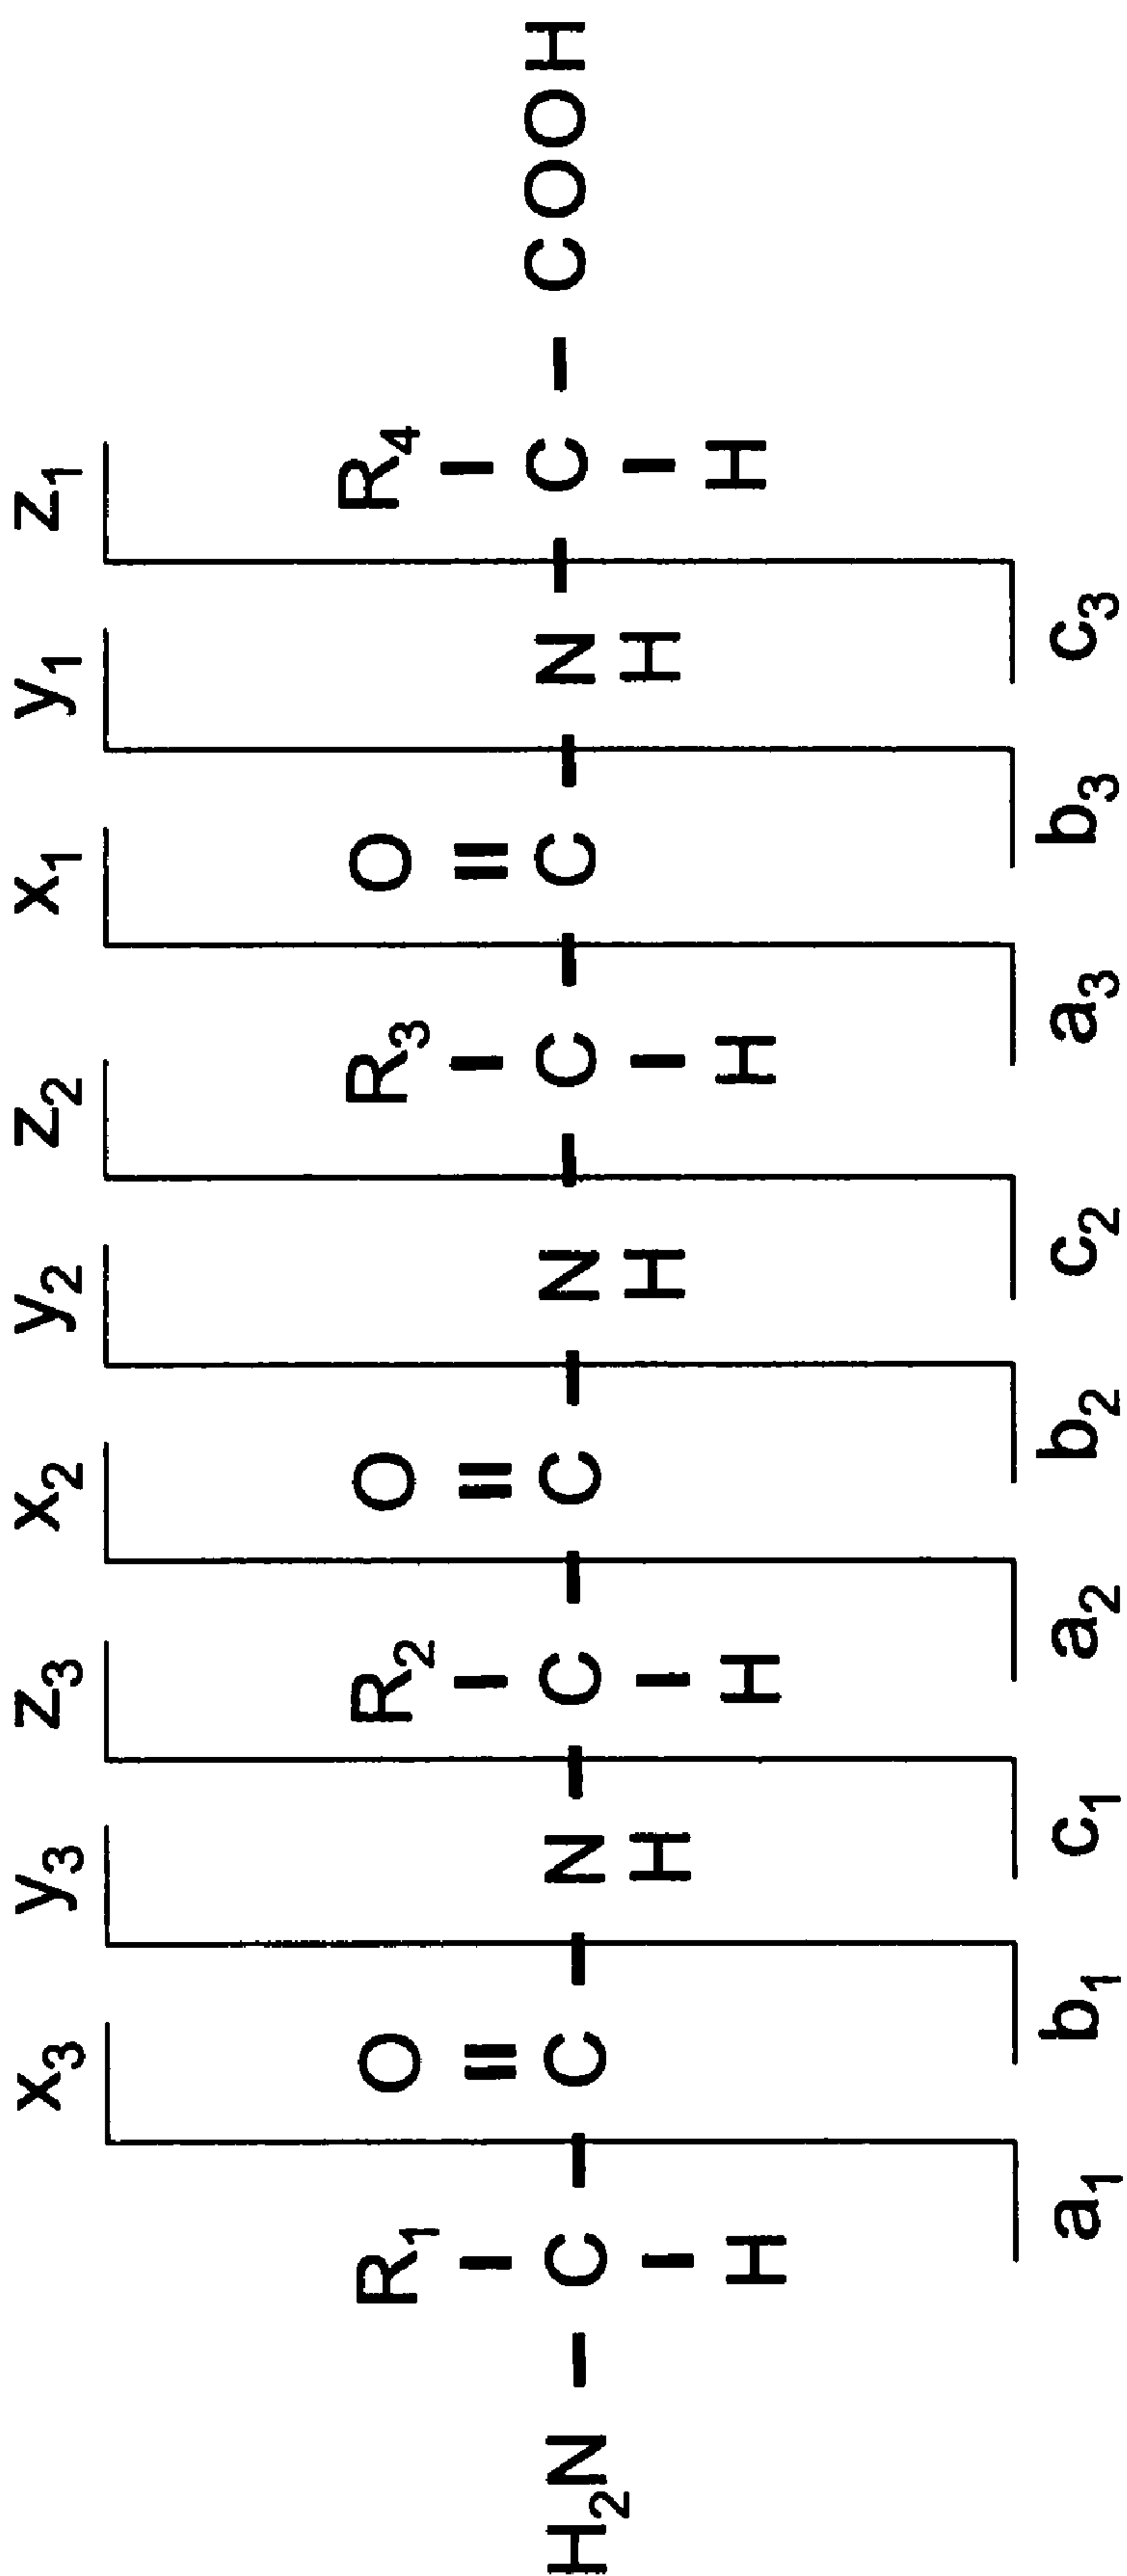 x₃ y₃ z₃ x₂ y₂ z₂ x₁ y₁ z₁
R₁ O R₂ O R₃ O R₄
H₂N – C – C – N – C – C – N – C – C – N – C – COOH
H H H H H H H
a₁ b₁ c₁ a₂ b₂ c₂ a₃ b₃ c₃